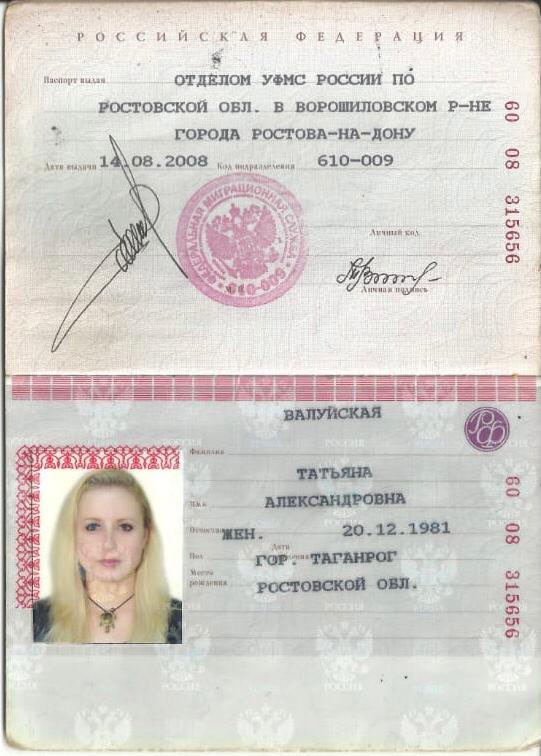 РОССИЙСКАЯ ФЕДЕРАЦИЯ
Паспорт выдан ОТДЕЛОМ УФМС РОССИИ ПО
РОСТОВСКОЙ ОБЛ. В ВОРОШИЛОВСКОМ Р-НЕ
ГОРОДА РОСТОВА-НА-ДОНУ
Дата выдачи 14.08.2008 Код подразделения 610-009
60 08 315656
ФЕДЕРАЛЬНАЯ МИГРАЦИОННАЯ СЛУЖБА
610-009
Личный код
Личная подпись
ВАЛУЙСКАЯ
РФ
Фамилия
ТАТЬЯНА
Имя
АЛЕКСАНДРОВНА
Отчество
ЖЕН. 20.12.1981
Пол Дата рождения
ГОР. ТАГАНРОГ
Место рождения
РОСТОВСКОЙ ОБЛ.
60 08 315656
РОССИЯ